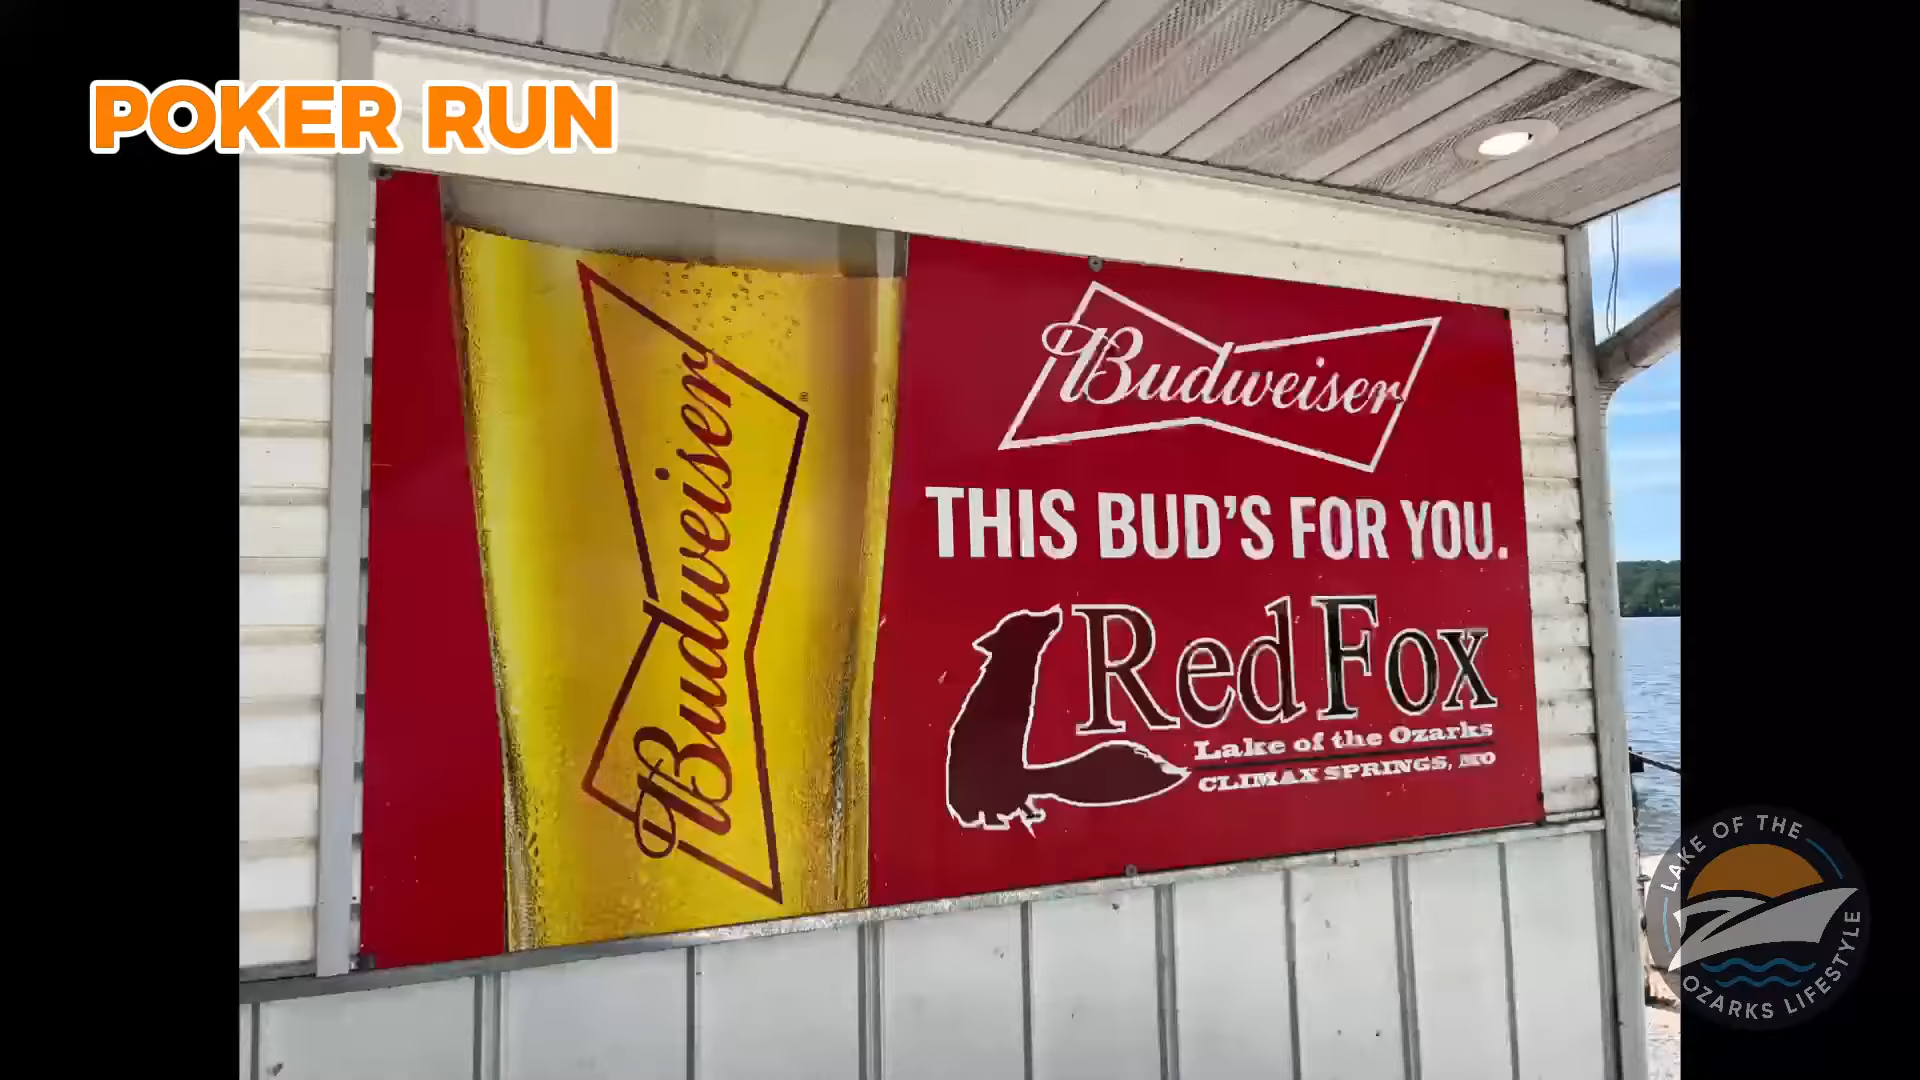 POKER RUN
Budweiser
®
Budweiser
THIS BUD'S FOR YOU.
Red Fox
Lake of the Ozarks
CLIMAX SPRINGS, MO
LAKE OF THE
OZARKS LIFESTYLE